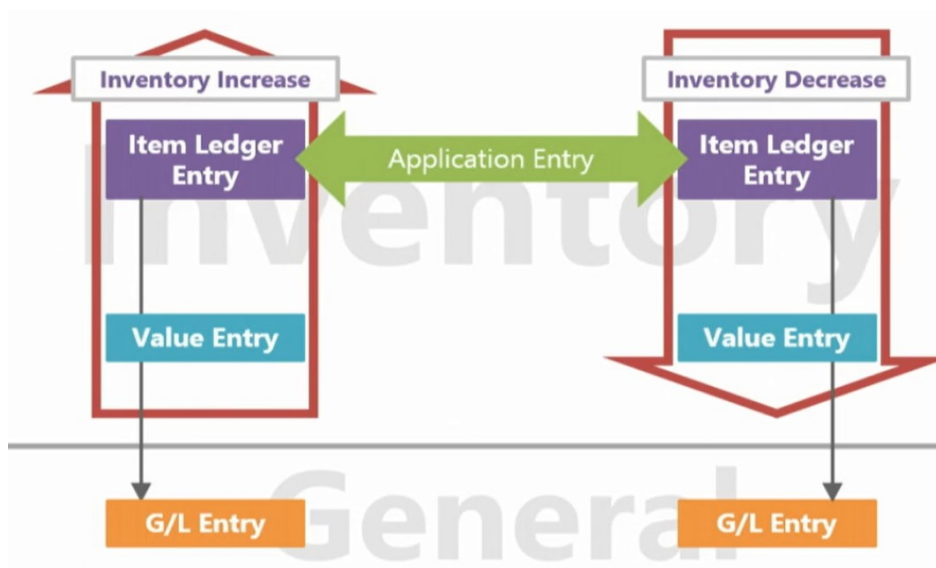 Inventory Increase
Inventory Decrease
Item Ledger
Entry
Application Entry
Item Ledger
Entry
Inventory
Value Entry
Value Entry
General
G/L Entry
G/L Entry